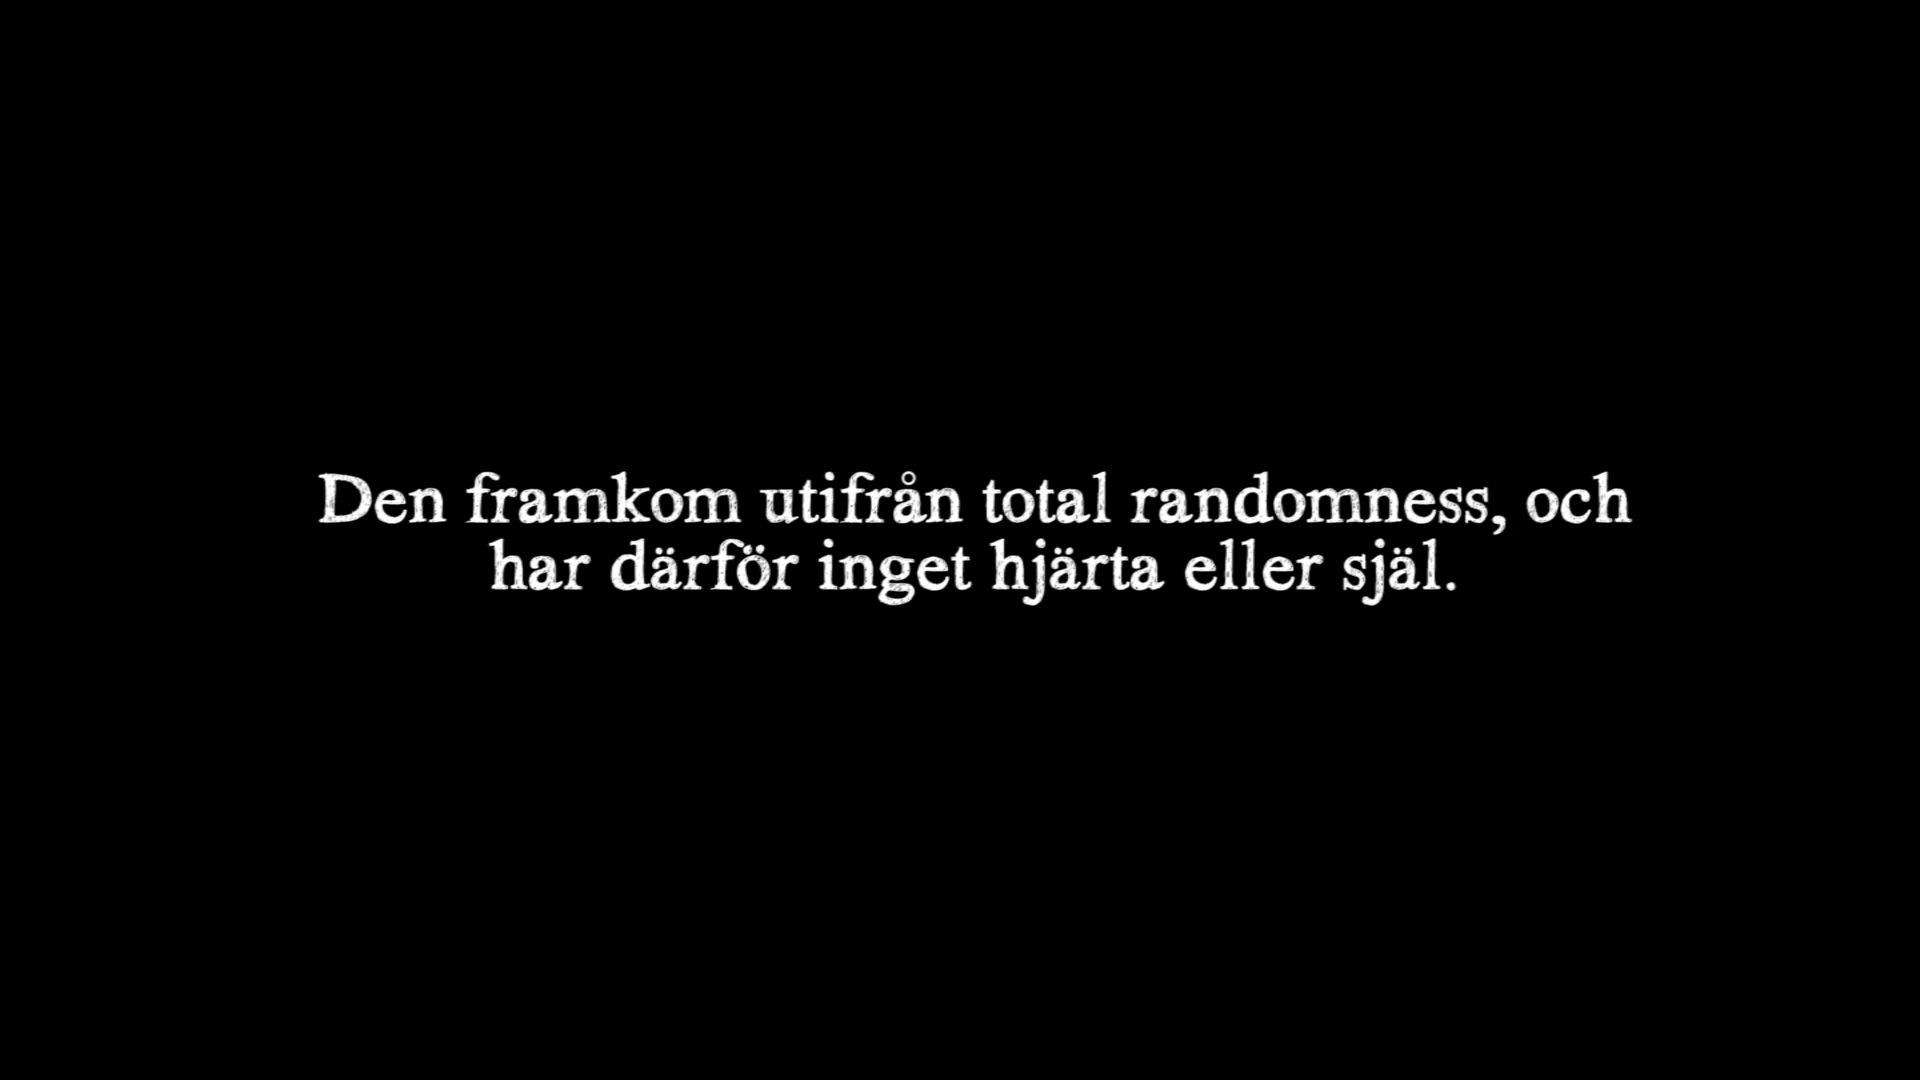 Den framkom utifrån total randomness, och
har därför inget hjärta eller själ.